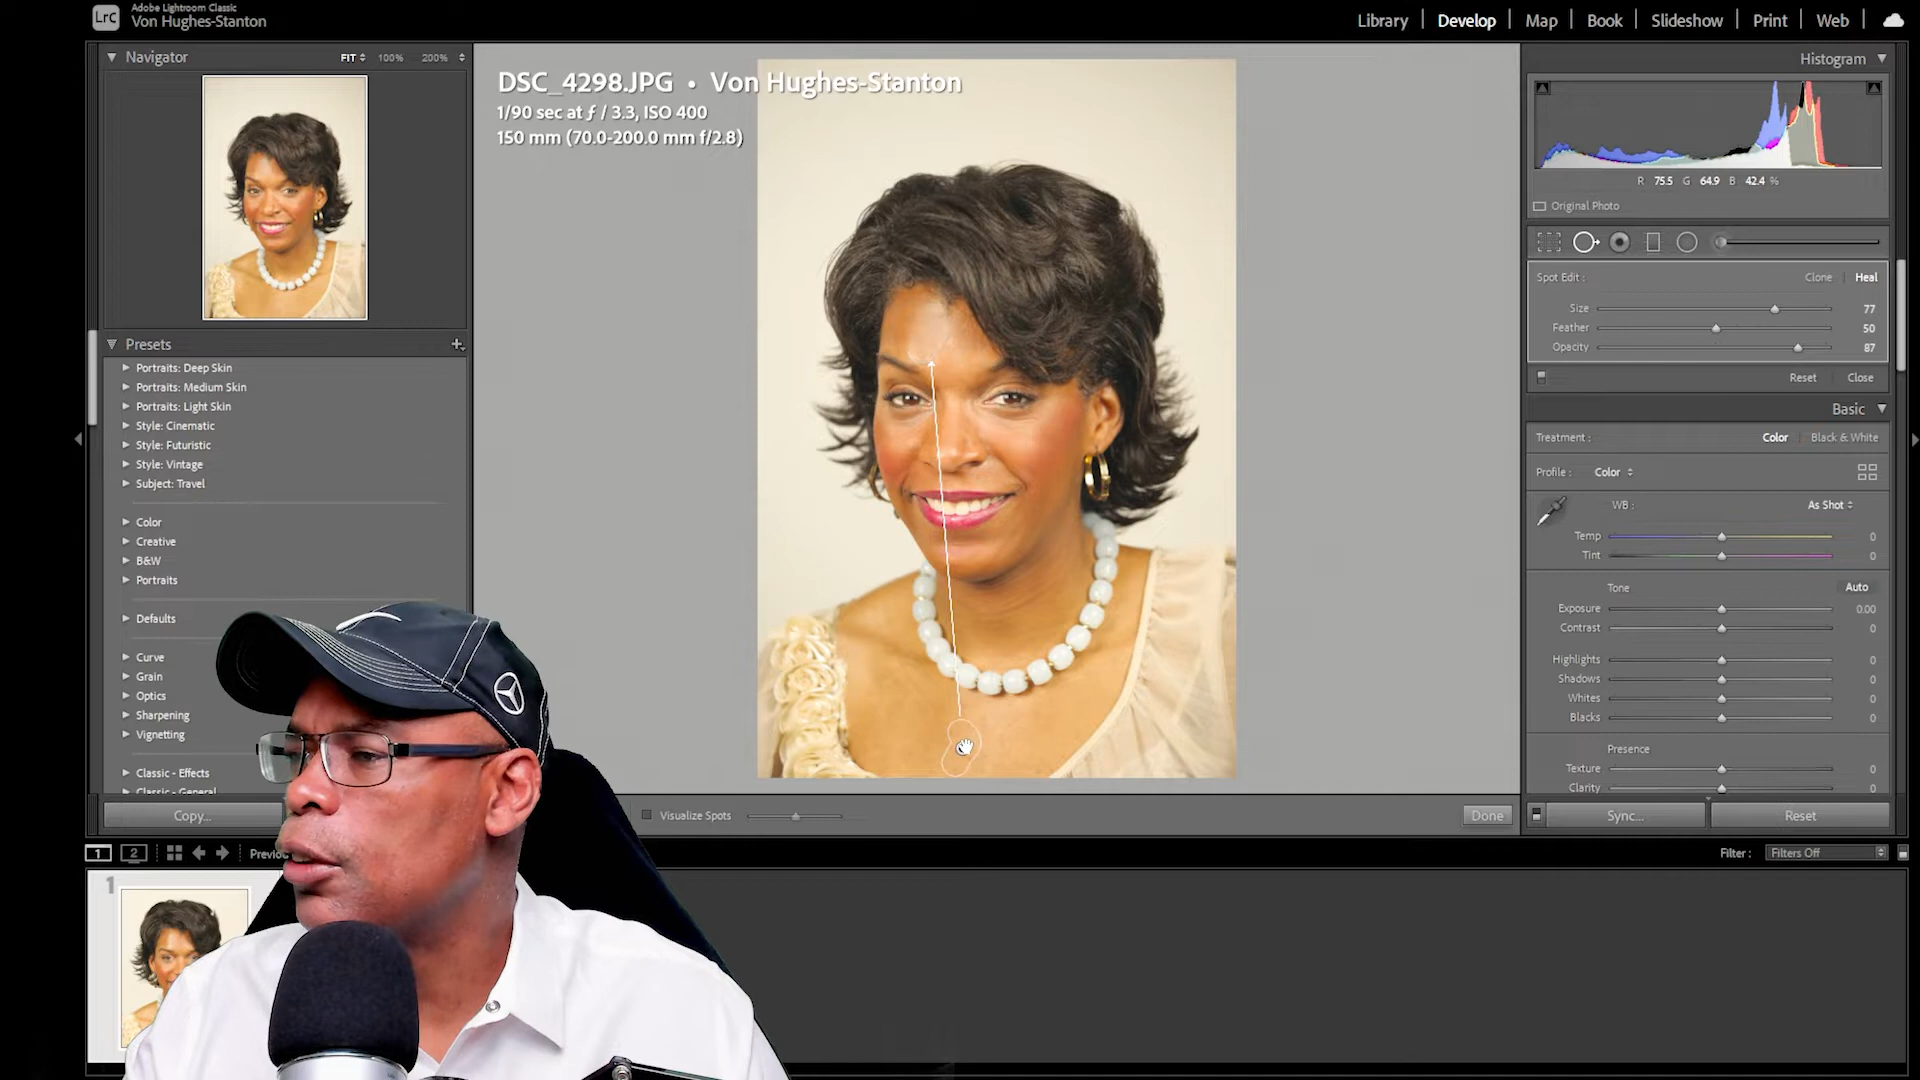 LrC
Adobe Lightroom Classic
Von Hughes-Stanton
Library
Develop
Map
Book
Slideshow
Print
Web
Navigator
FIT 100% 200%
Presets
Portraits: Deep Skin
Portraits: Medium Skin
Portraits: Light Skin
Style: Cinematic
Style: Futuristic
Style: Vintage
Subject: Travel
Color
Creative
B&W
Portraits
Defaults
Curve
Grain
Optics
Sharpening
Vignetting
Classic - Effects
Classic - General
Copy...
DSC_4298.JPG • Von Hughes-Stanton
1/90 sec at ƒ / 3.3, ISO 400
150 mm (70.0-200.0 mm f/2.8)
Visualize Spots
Done
Histogram
R 75.5 G 64.9 B 42.4 %
Original Photo
Spot Edit : Clone Heal
Size 77
Feather 50
Opacity 87
Reset Close
Basic
Treatment : Color Black & White
Profile : Color
WB : As Shot
Temp 0
Tint 0
Tone Auto
Exposure 0.00
Contrast 0
Highlights 0
Shadows 0
Whites 0
Blacks 0
Presence
Texture 0
Clarity 0
Sync... Reset
1 2 Previo
Filter : Filters Off
1